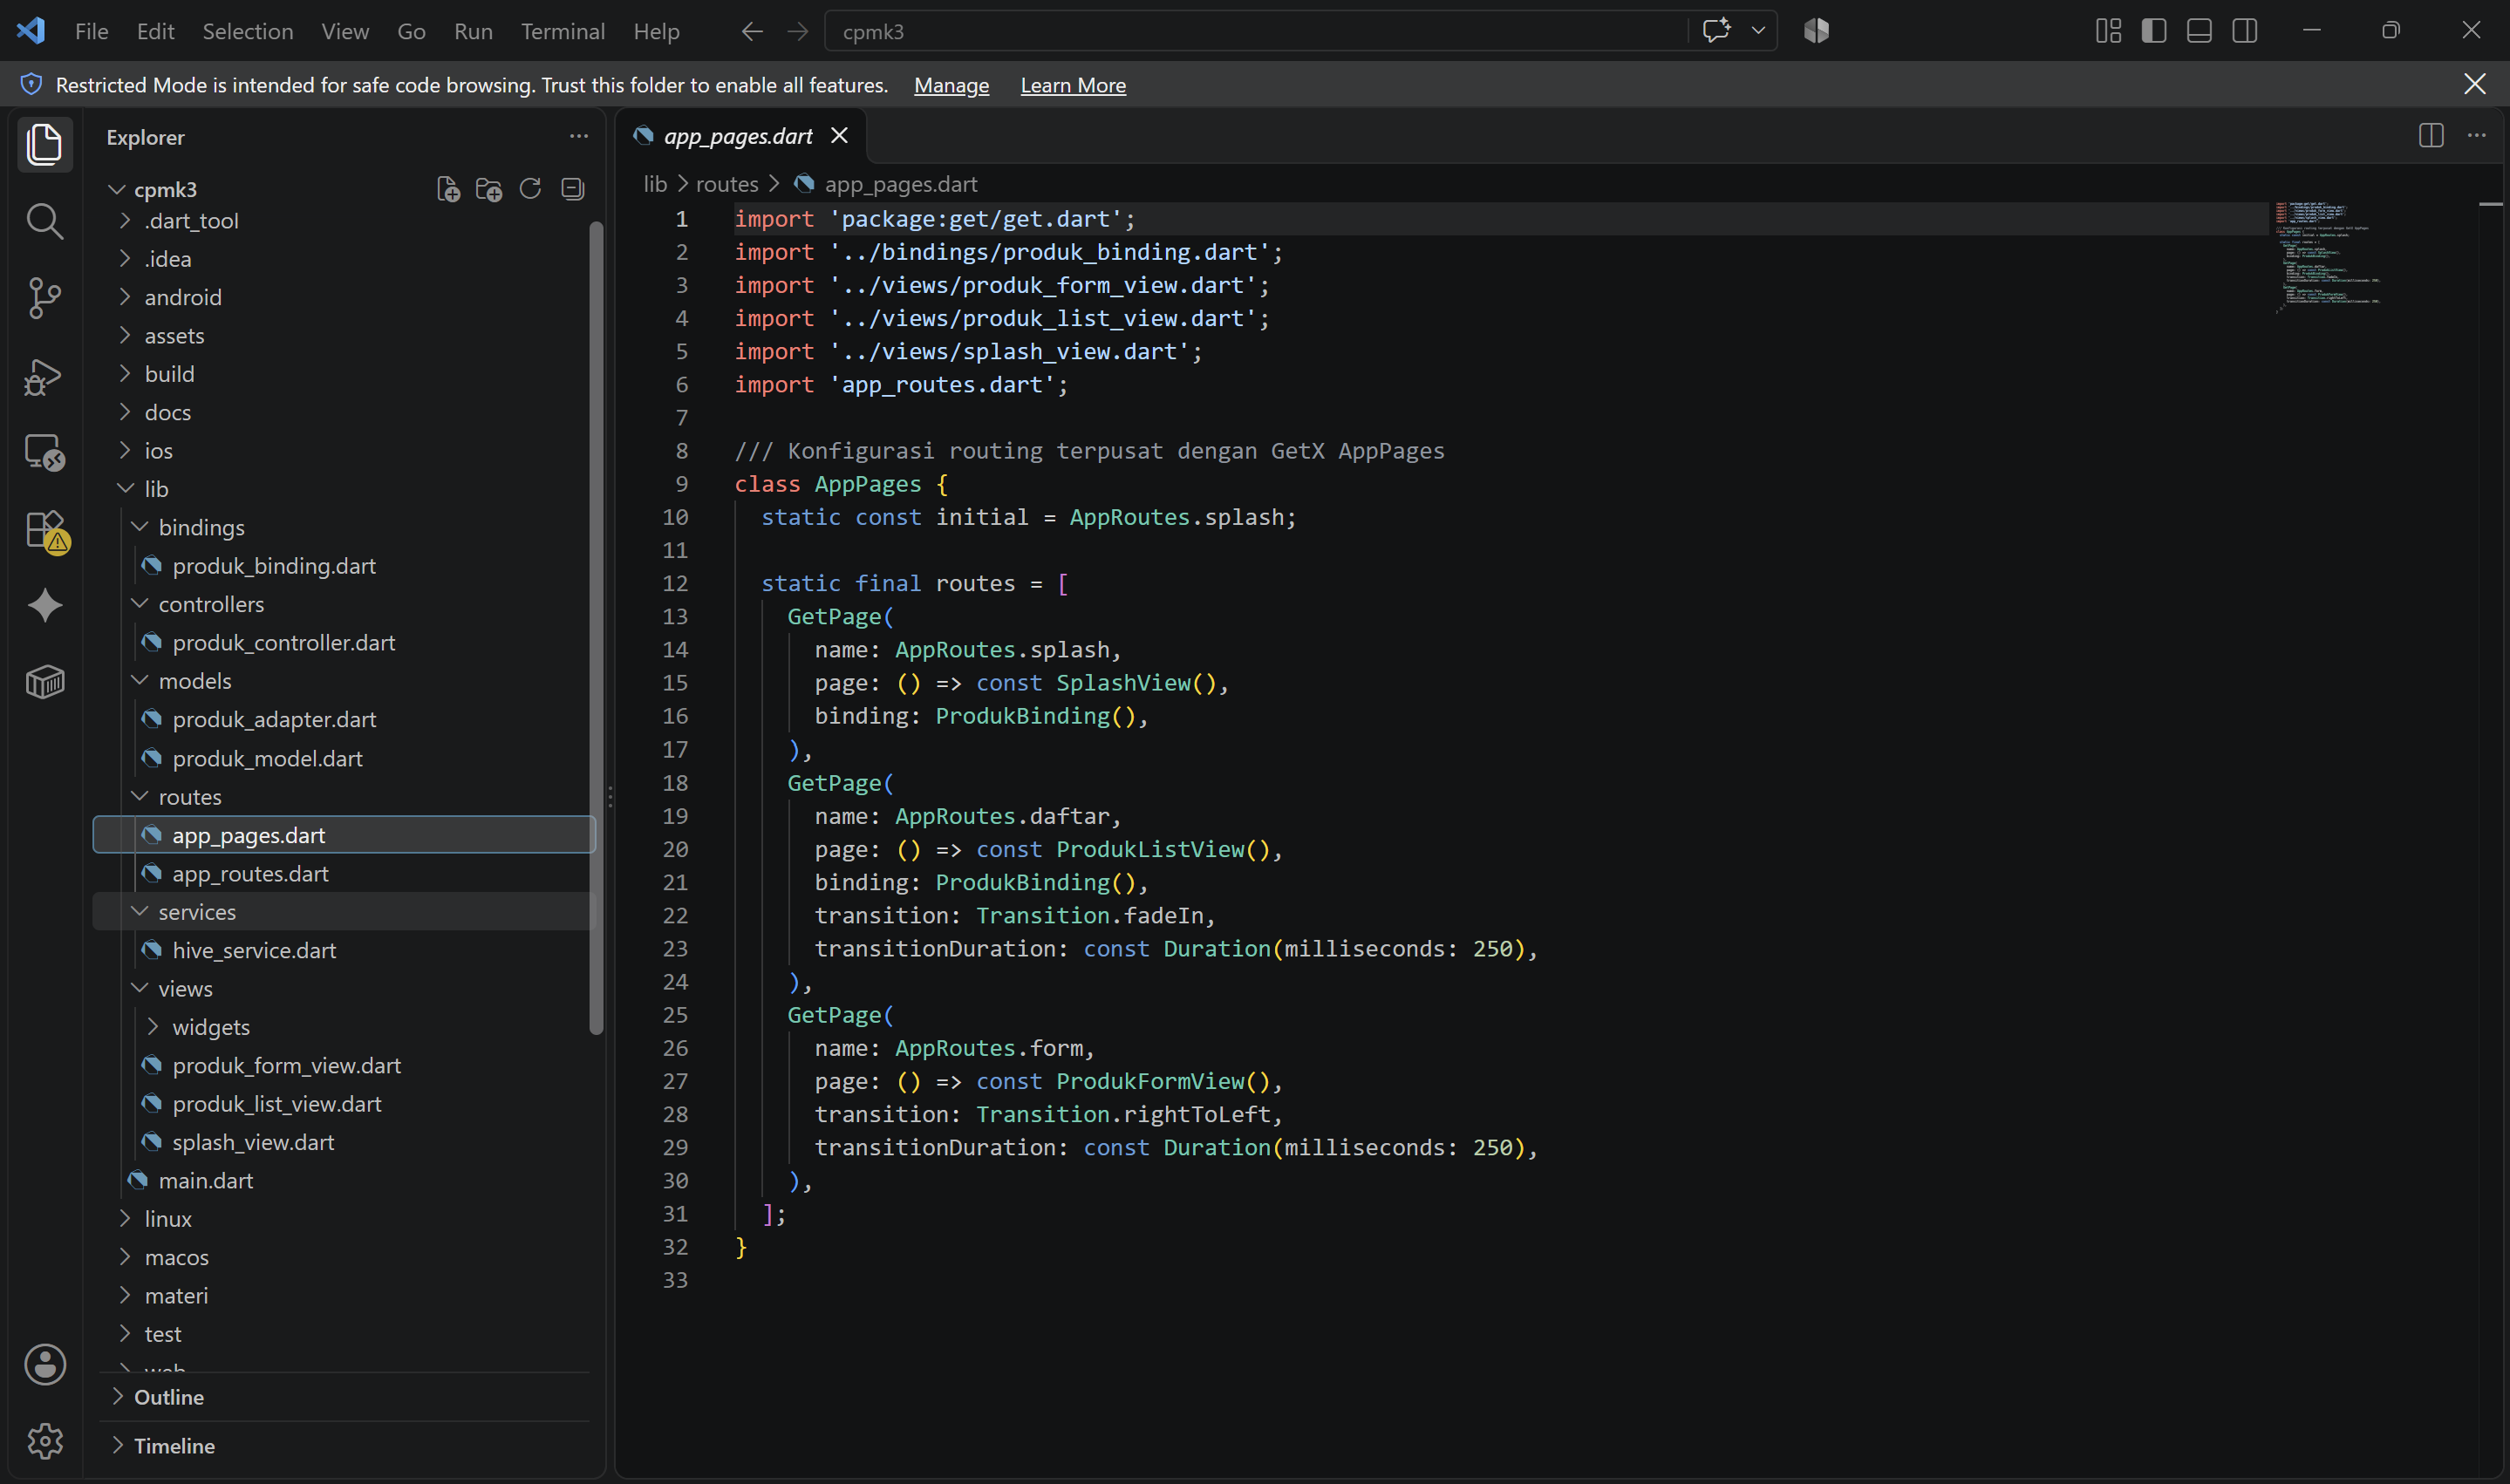 File Edit Selection View Go Run Terminal Help
cpmk3
Restricted Mode is intended for safe code browsing. Trust this folder to enable all features. Manage Learn More
Explorer
cpmk3
.dart_tool
.idea
android
assets
build
docs
ios
lib
bindings
produk_binding.dart
controllers
produk_controller.dart
models
produk_adapter.dart
produk_model.dart
routes
app_pages.dart
app_routes.dart
services
hive_service.dart
views
widgets
produk_form_view.dart
produk_list_view.dart
splash_view.dart
main.dart
linux
macos
materi
test
web
Outline
Timeline
app_pages.dart
lib > routes > app_pages.dart
1 import 'package:get/get.dart';
2 import '../bindings/produk_binding.dart';
3 import '../views/produk_form_view.dart';
4 import '../views/produk_list_view.dart';
5 import '../views/splash_view.dart';
6 import 'app_routes.dart';
7
8 /// Konfigurasi routing terpusat dengan GetX AppPages
9 class AppPages {
10 static const initial = AppRoutes.splash;
11
12 static final routes = [
13 GetPage(
14 name: AppRoutes.splash,
15 page: () => const SplashView(),
16 binding: ProdukBinding(),
17 ),
18 GetPage(
19 name: AppRoutes.daftar,
20 page: () => const ProdukListView(),
21 binding: ProdukBinding(),
22 transition: Transition.fadeIn,
23 transitionDuration: const Duration(milliseconds: 250),
24 ),
25 GetPage(
26 name: AppRoutes.form,
27 page: () => const ProdukFormView(),
28 transition: Transition.rightToLeft,
29 transitionDuration: const Duration(milliseconds: 250),
30 ),
31 ];
32 }
33